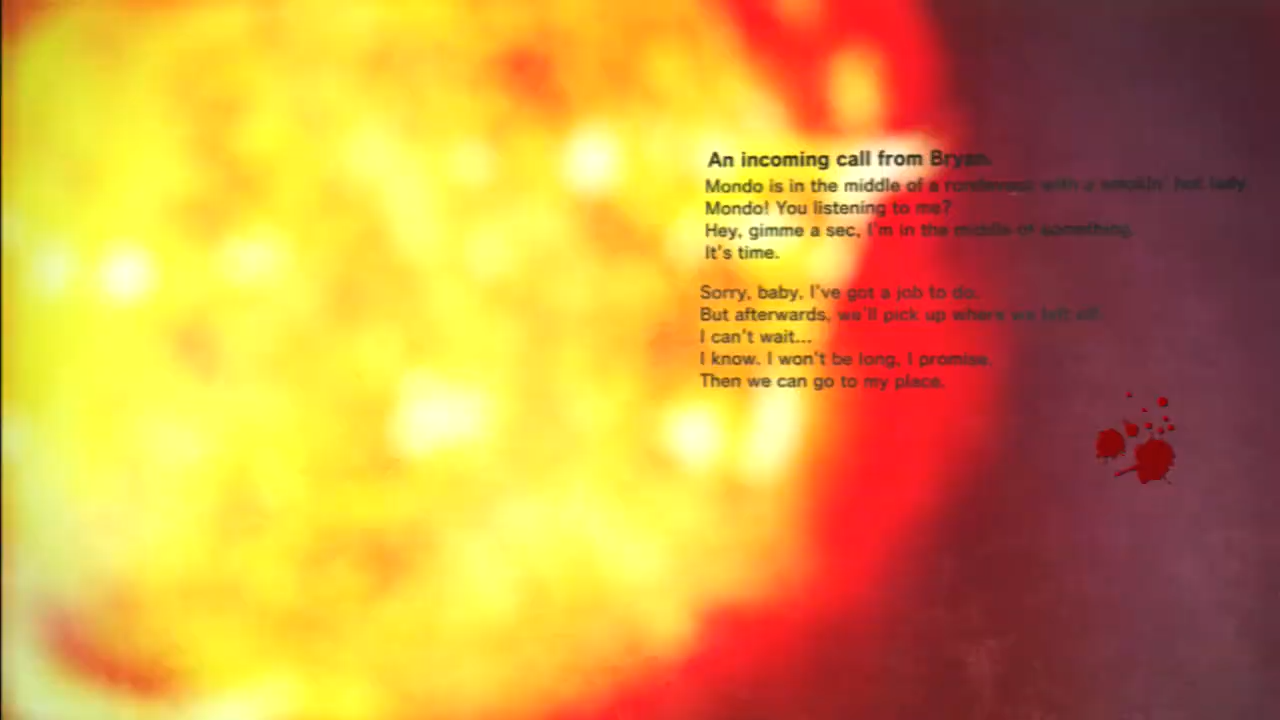 An incoming call from Bryan.
Mondo is in the middle of a rendezvous with a smokin' hot lady.
Mondo! You listening to me?
Hey, gimme a sec, I'm in the middle of something.
It's time.
Sorry, baby, I've got a job to do.
But afterwards, we'll pick up where we left off.
I can't wait...
I know. I won't be long, I promise.
Then we can go to my place.